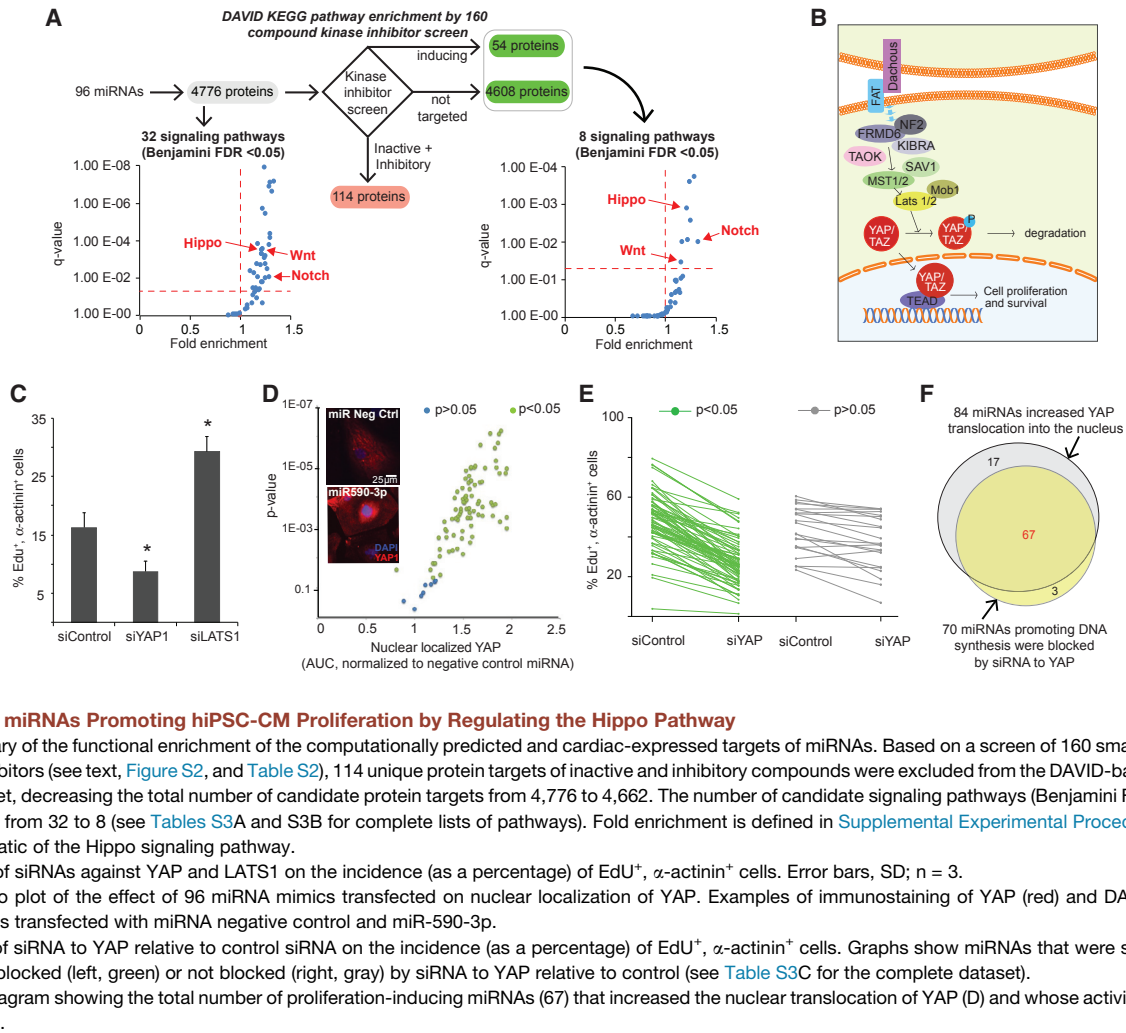 A
DAVID KEGG pathway enrichment by 160
compound kinase inhibitor screen
96 miRNAs
4776 proteins
Kinase
inhibitor
screen
inducing
54 proteins
not
targeted
4608 proteins
Inactive +
Inhibitory
114 proteins
32 signaling pathways
(Benjamini FDR <0.05)
1.00 E-08
1.00 E-06
1.00 E-04
1.00 E-02
1.00 E-00
q-value
Hippo
Wnt
Notch
0
1
1.5
Fold enrichment
8 signaling pathways
(Benjamini FDR <0.05)
1.00 E-04
1.00 E-03
1.00 E-02
1.00 E-01
1.00 E-00
q-value
Hippo
Notch
Wnt
0
0.5
1
1.5
Fold enrichment
B
Dachous
FAT
NF2
FRMD6
KIBRA
TAOK
SAV1
MST1/2
Mob1
Lats 1/2
YAP/
TAZ
YAP/
TAZ
P
degradation
YAP/
TAZ
TEAD
Cell proliferation
and survival
C
% Edu+, α-actinin+ cells
35
25
15
5
*
*
siControl
siYAP1
siLATS1
D
p>0.05
p<0.05
1E-07
1E-05
1E-03
0.1
p-value
miR Neg Ctrl
25µm
miR590-3p
DAPI
YAP1
0
0.5
1
1.5
2
2.5
Nuclear localized YAP
(AUC, normalized to negative control miRNA)
E
p<0.05
p>0.05
% Edu+, α-actinin+ cells
100
60
20
siControl
siYAP
siControl
siYAP
F
84 miRNAs increased YAP
translocation into the nucleus
17
67
3
70 miRNAs promoting DNA
synthesis were blocked
by siRNA to YAP
miRNAs Promoting hiPSC-CM Proliferation by Regulating the Hippo Pathway
ary of the functional enrichment of the computationally predicted and cardiac-expressed targets of miRNAs. Based on a screen of 160 sma
bitors (see text, Figure S2, and Table S2), 114 unique protein targets of inactive and inhibitory compounds were excluded from the DAVID-ba
et, decreasing the total number of candidate protein targets from 4,776 to 4,662. The number of candidate signaling pathways (Benjamini F
from 32 to 8 (see Tables S3A and S3B for complete lists of pathways). Fold enrichment is defined in Supplemental Experimental Proced
atic of the Hippo signaling pathway.
of siRNAs against YAP and LATS1 on the incidence (as a percentage) of EdU+, α-actinin+ cells. Error bars, SD; n = 3.
o plot of the effect of 96 miRNA mimics transfected on nuclear localization of YAP. Examples of immunostaining of YAP (red) and DA
s transfected with miRNA negative control and miR-590-3p.
of siRNA to YAP relative to control siRNA on the incidence (as a percentage) of EdU+, α-actinin+ cells. Graphs show miRNAs that were s
blocked (left, green) or not blocked (right, gray) by siRNA to YAP relative to control (see Table S3C for the complete dataset).
agram showing the total number of proliferation-inducing miRNAs (67) that increased the nuclear translocation of YAP (D) and whose activi
.